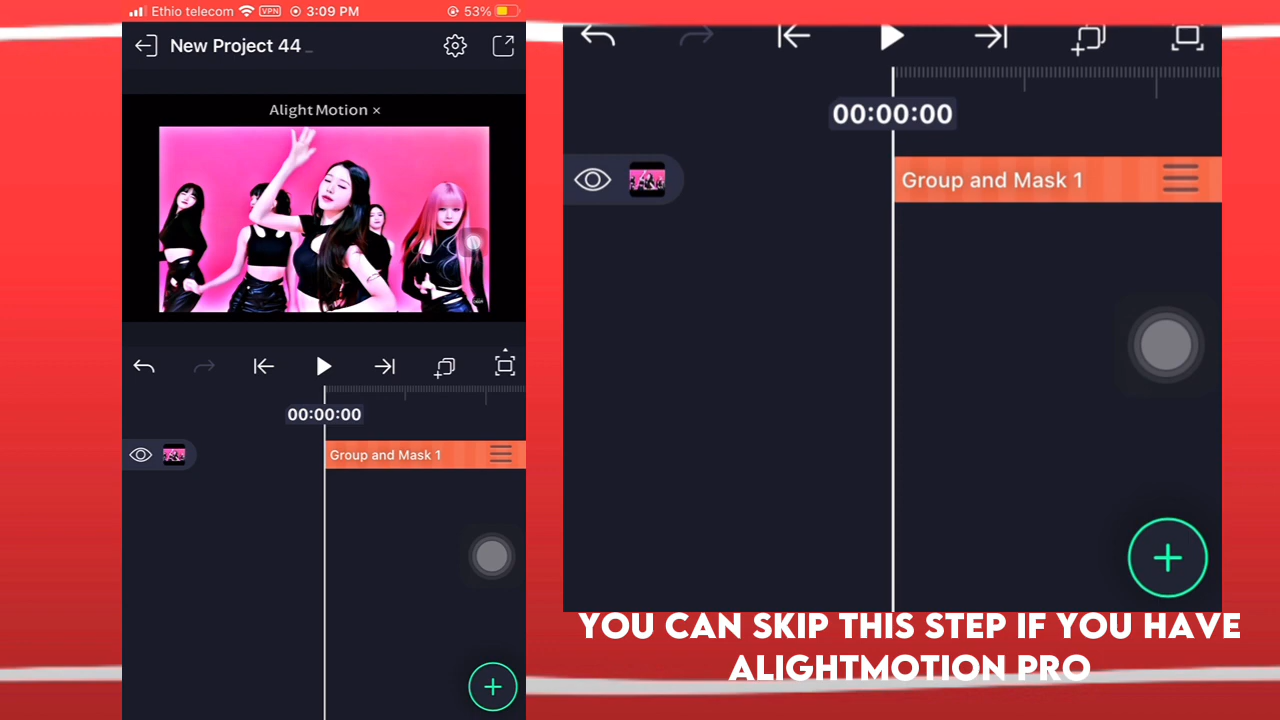 Ethio telecom VPN 3:09 PM 53%
New Project 44
Alight Motion ×
00:00:00
Group and Mask 1
00:00:00
Group and Mask 1
YOU CAN SKIP THIS STEP IF YOU HAVE
ALIGHTMOTION PRO